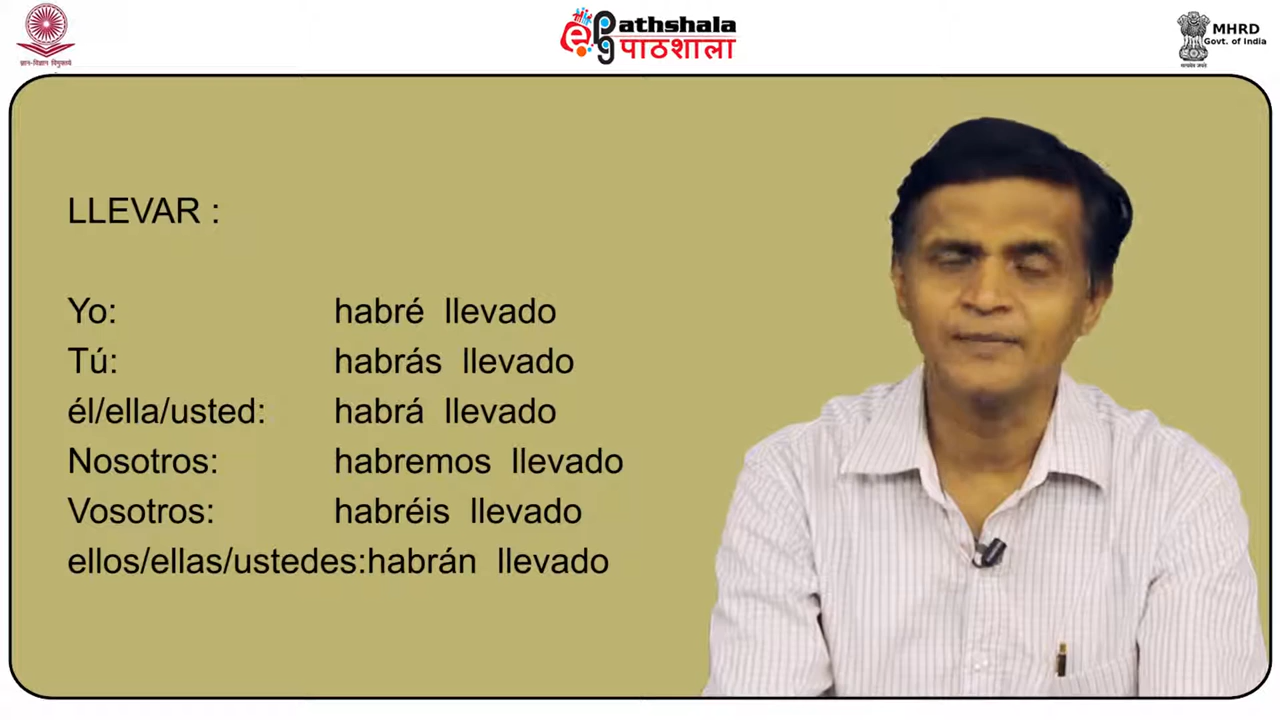 ePathshala
पाठशाला
MHRD
Govt. of India
LLEVAR :
Yo: habré llevado
Tú: habrás llevado
él/ella/usted: habrá llevado
Nosotros: habremos llevado
Vosotros: habréis llevado
ellos/ellas/ustedes:habrán llevado